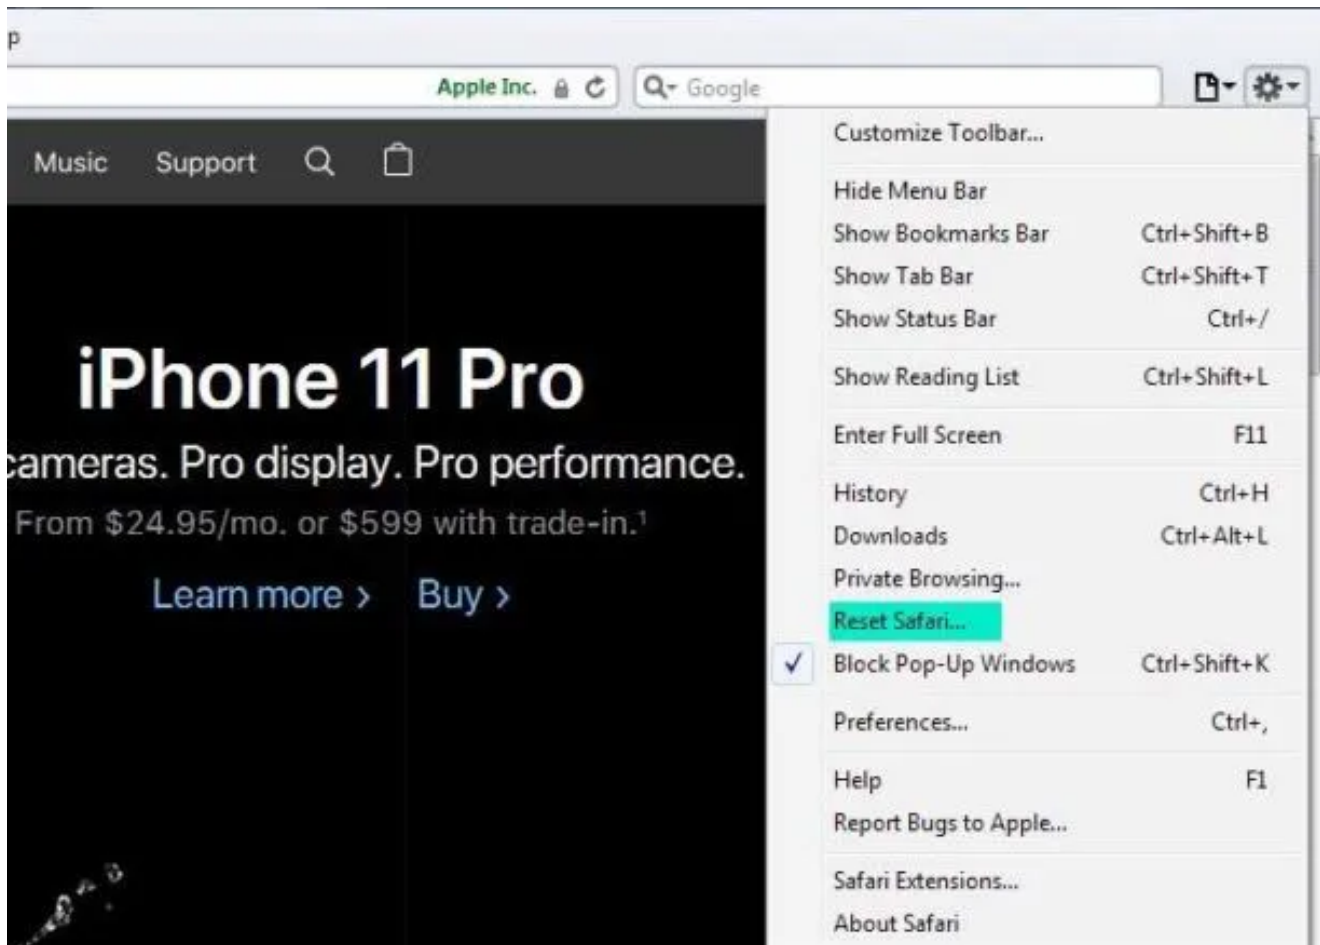 p
Apple Inc.
Google
Music Support
iPhone 11 Pro
cameras. Pro display. Pro performance.
From $24.95/mo. or $599 with trade-in.¹
Learn more > Buy >
Customize Toolbar...
Hide Menu Bar
Show Bookmarks Bar Ctrl+Shift+B
Show Tab Bar Ctrl+Shift+T
Show Status Bar Ctrl+/
Show Reading List Ctrl+Shift+L
Enter Full Screen F11
History Ctrl+H
Downloads Ctrl+Alt+L
Private Browsing...
Reset Safari...
Block Pop-Up Windows Ctrl+Shift+K
Preferences... Ctrl+,
Help F1
Report Bugs to Apple...
Safari Extensions...
About Safari